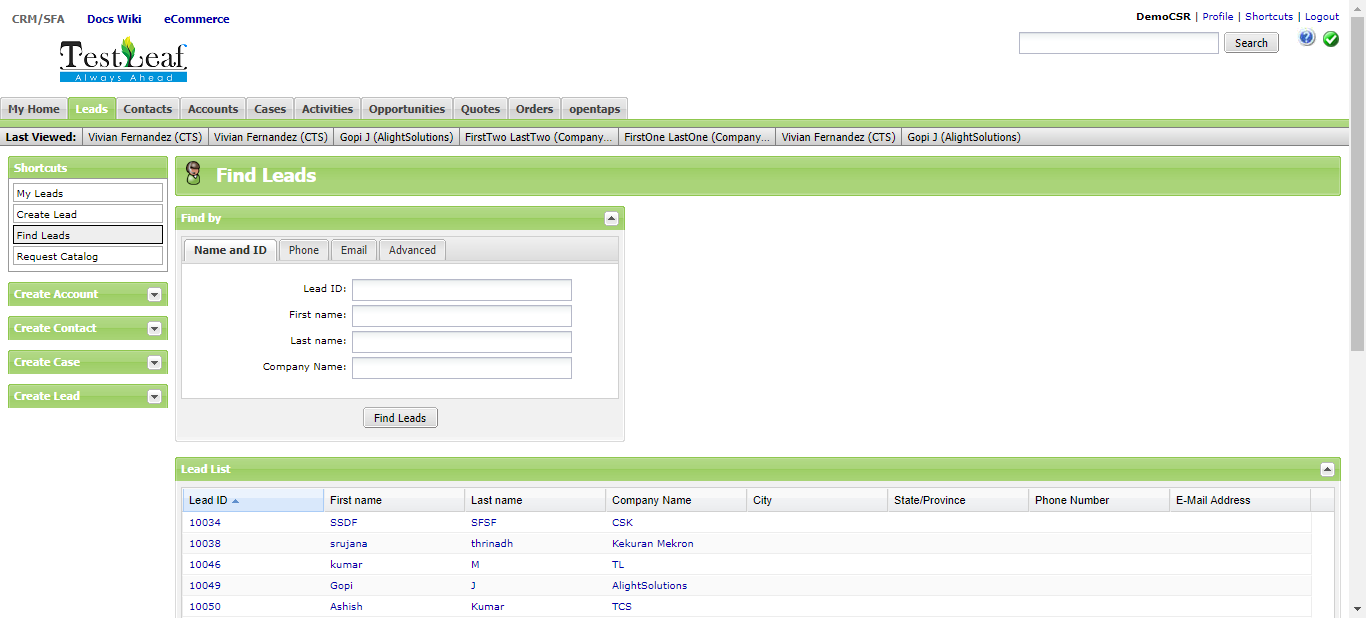 CRM/SFA Docs Wiki eCommerce
DemoCSR | Profile | Shortcuts | Logout
TestLeaf
Always Ahead
Search
My Home Leads Contacts Accounts Cases Activities Opportunities Quotes Orders opentaps
Last Viewed: Vivian Fernandez (CTS) Vivian Fernandez (CTS) Gopi J (AlightSolutions) FirstTwo LastTwo (Company... FirstOne LastOne (Company... Vivian Fernandez (CTS) Gopi J (AlightSolutions)
Shortcuts
My Leads
Create Lead
Find Leads
Request Catalog
Create Account
Create Contact
Create Case
Create Lead
Find Leads
Find by
Name and ID Phone Email Advanced
Lead ID:
First name:
Last name:
Company Name:
Find Leads
Lead List
Lead ID First name Last name Company Name City State/Province Phone Number E-Mail Address
10034 SSDF SFSF CSK
10038 srujana thrinadh Kekuran Mekron
10046 kumar M TL
10049 Gopi J AlightSolutions
10050 Ashish Kumar TCS